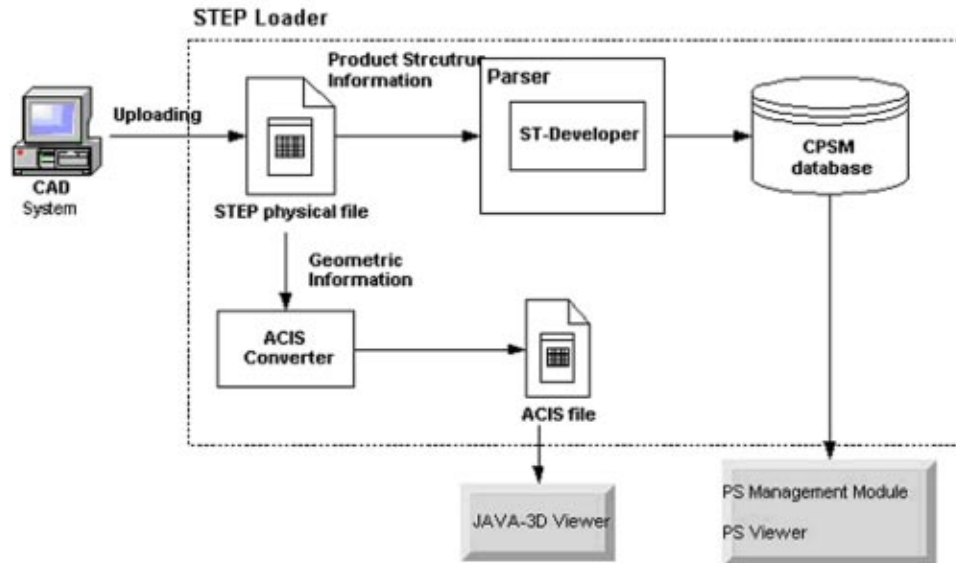 STEP Loader
Product Strcutrue
Information
Parser
Uploading
ST-Developer
CPSM
database
CAD
System
STEP physical file
Geometric
Information
ACIS
Converter
ACIS file
JAVA-3D Viewer
PS Management Module
PS Viewer